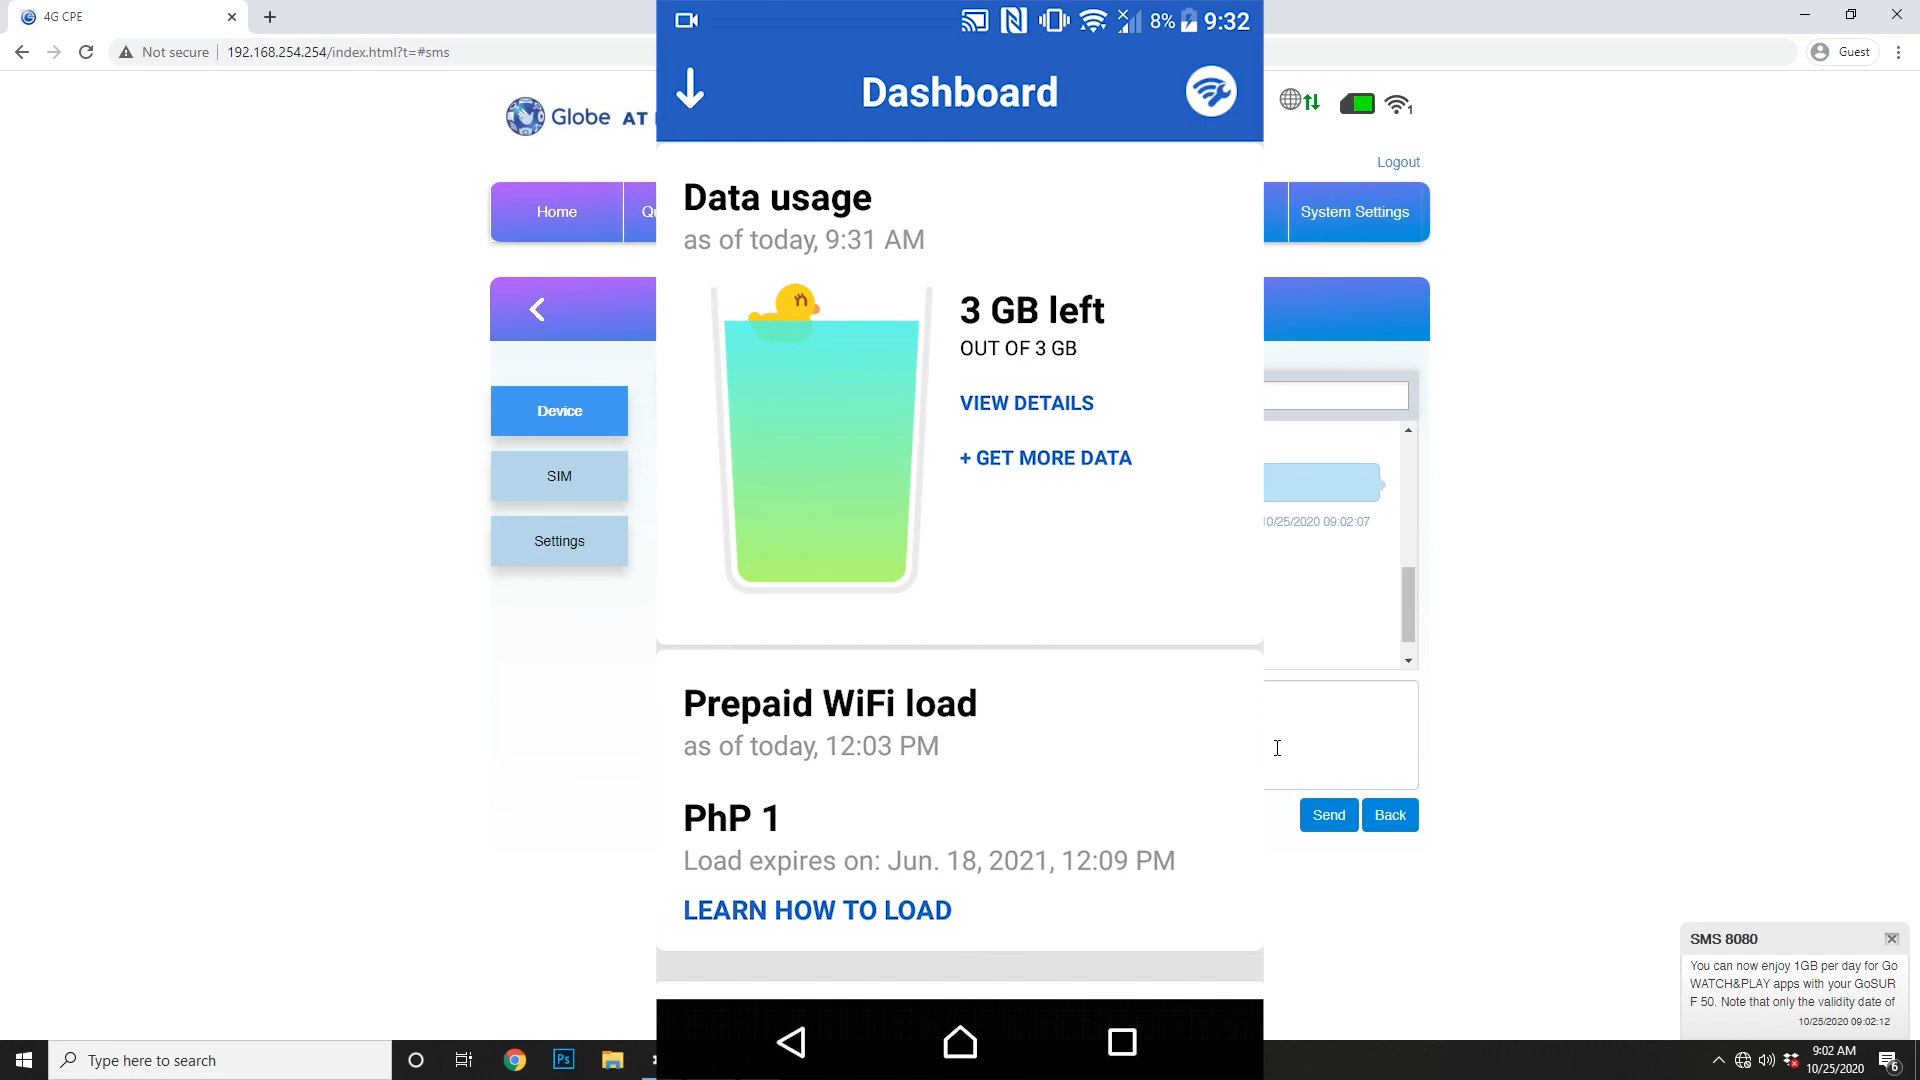 4G CPE
Not secure
192.168.254.254/index.html?t=#sms
Guest
8%
9:32
Globe AT
Dashboard
Logout
Home
System Settings
Data usage
as of today, 9:31 AM
3 GB left
OUT OF 3 GB
VIEW DETAILS
+ GET MORE DATA
Device
SIM
Settings
10/25/2020 09:02:07
Prepaid WiFi load
as of today, 12:03 PM
PhP 1
Load expires on: Jun. 18, 2021, 12:09 PM
LEARN HOW TO LOAD
Send
Back
SMS 8080
You can now enjoy 1GB per day for Go
WATCH&PLAY apps with your GoSUR
F 50. Note that only the validity date of
10/25/2020 09:02:12
Type here to search
Ps
9:02 AM
10/25/2020
6